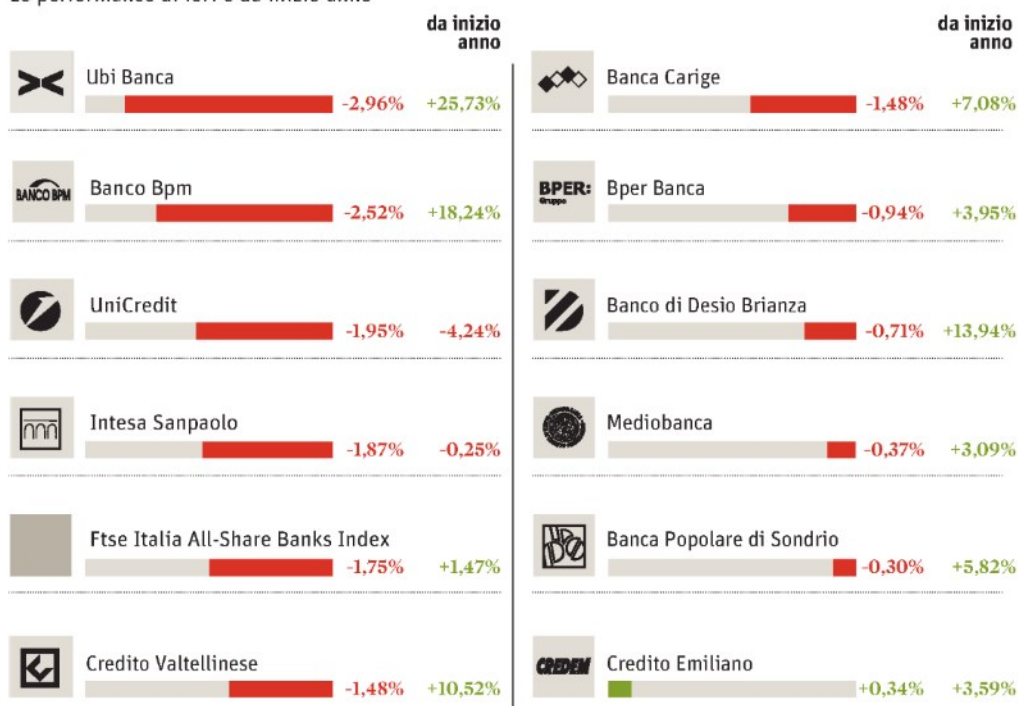 da inizio
anno
Ubi Banca
-2,96% +25,73%
BANCO BPM
Banco Bpm
-2,52% +18,24%
UniCredit
-1,95% -4,24%
Intesa Sanpaolo
-1,87% -0,25%
Ftse Italia All-Share Banks Index
-1,75% +1,47%
Credito Valtellinese
-1,48% +10,52%
da inizio
anno
Banca Carige
-1,48% +7,08%
BPER:
Gruppo
Bper Banca
-0,94% +3,95%
Banco di Desio Brianza
-0,71% +13,94%
Mediobanca
-0,37% +3,09%
Banca Popolare di Sondrio
-0,30% +5,82%
CREDEM
Credito Emiliano
+0,34% +3,59%